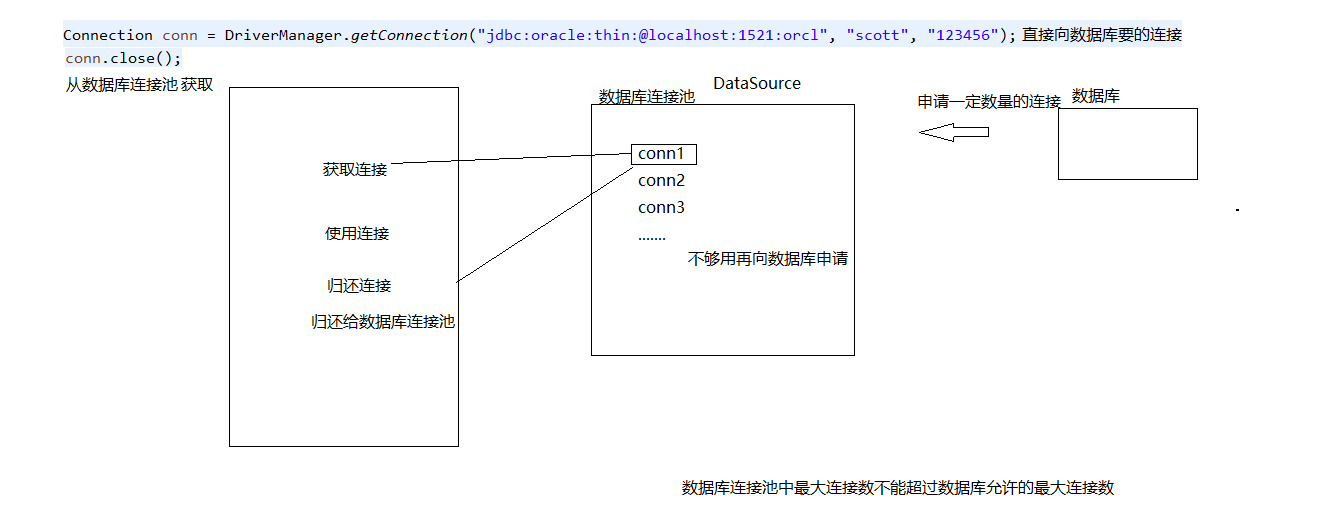 Connection conn = DriverManager.getConnection("jdbc:oracle:thin:@localhost:1521:orcl", "scott", "123456"); 直接向数据库要的连接
conn.close();
从数据库连接池 获取
DataSource
数据库连接池
申请一定数量的连接
数据库
获取连接
conn1
conn2
使用连接
conn3
.......
不够用再向数据库申请
归还连接
归还给数据库连接池
数据库连接池中最大连接数不能超过数据库允许的最大连接数